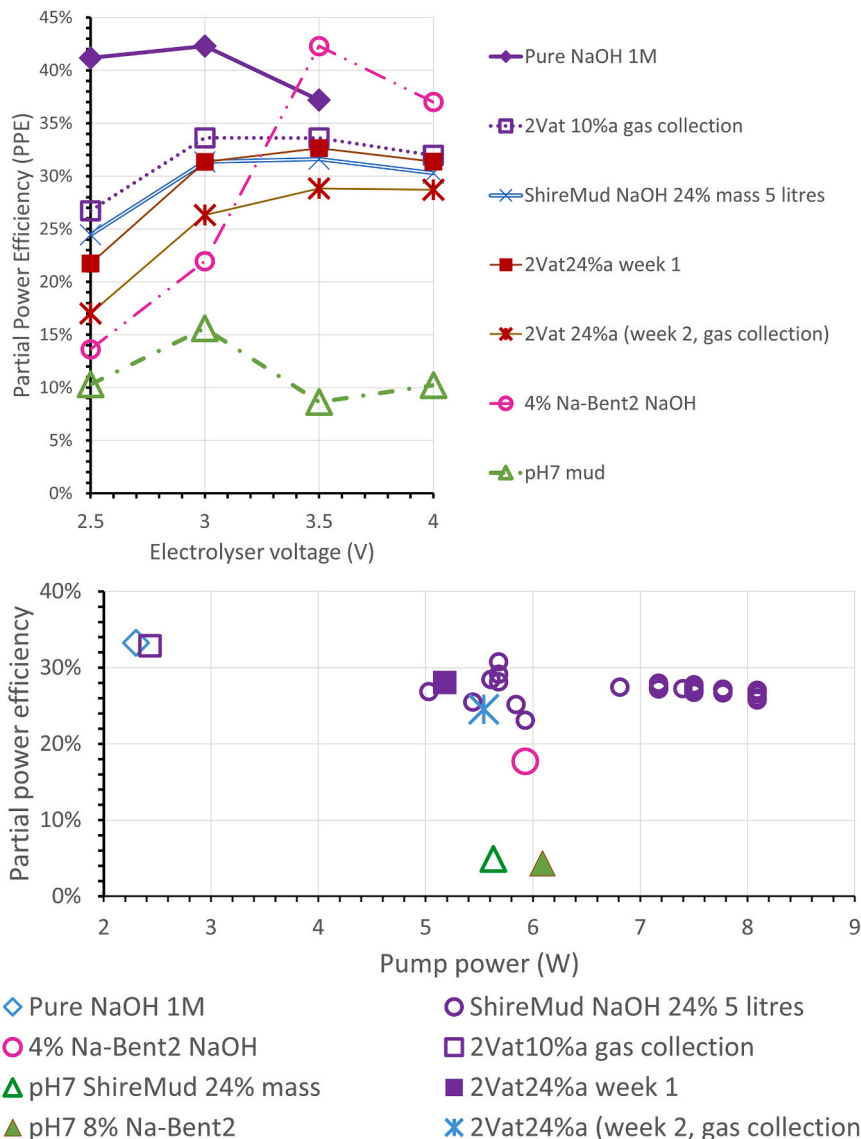 45%
40%
35%
30%
25%
20%
15%
10%
5%
0%
Partial Power Efficiency (PPE)
2.5 3 3.5 4
Electrolyser voltage (V)
Pure NaOH 1M
2Vat 10%a gas collection
ShireMud NaOH 24% mass 5 litres
2Vat24%a week 1
2Vat 24%a (week 2, gas collection)
4% Na-Bent2 NaOH
pH7 mud
40%
30%
20%
10%
0%
Partial power efficiency
2 3 4 5 6 7 8 9
Pump power (W)
Pure NaOH 1M
ShireMud NaOH 24% 5 litres
4% Na-Bent2 NaOH
2Vat10%a gas collection
pH7 ShireMud 24% mass
2Vat24%a week 1
pH7 8% Na-Bent2
2Vat24%a (week 2, gas collection